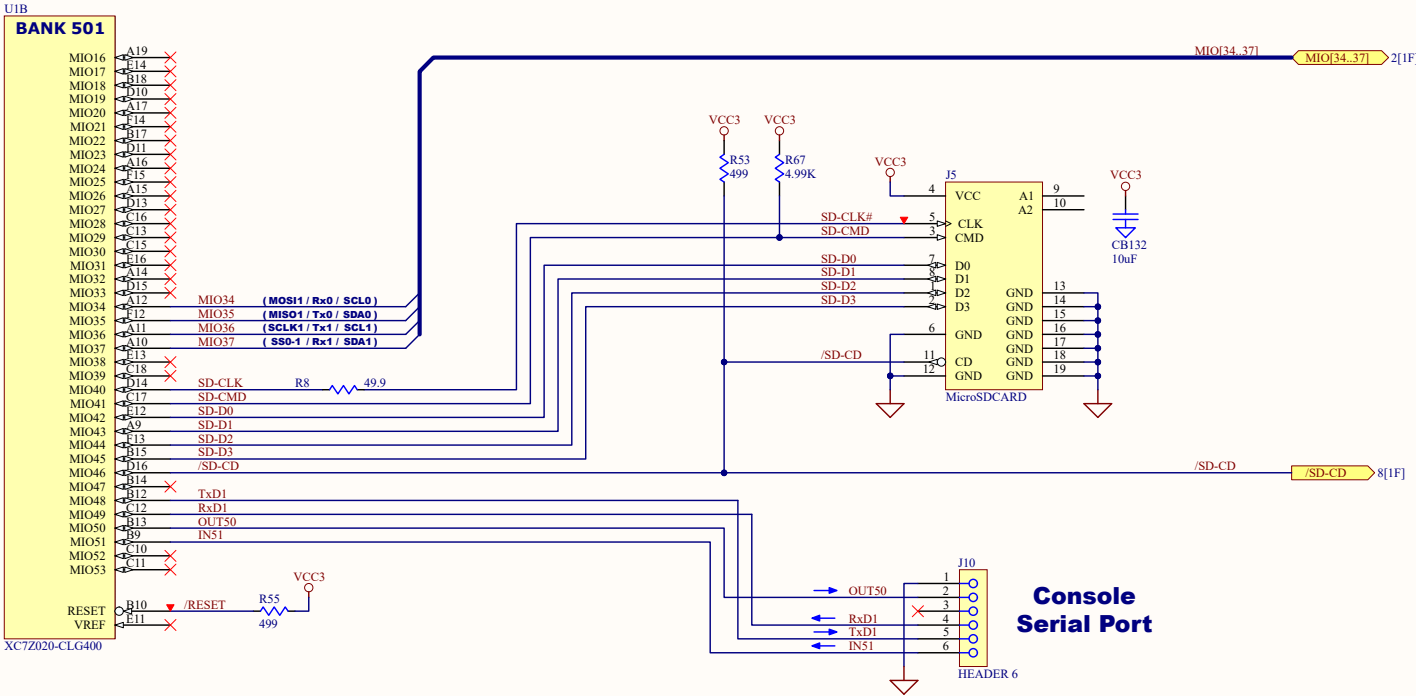 U1B
BANK 501
MIO16 A19
MIO17 E14
MIO18 B18
MIO19 D10
MIO20 A17
MIO21 F14
MIO22 B17
MIO23 D11
MIO24 A16
MIO25 F15
MIO26 A15
MIO27 D13
MIO28 C16
MIO29 C13
MIO30 C15
MIO31 E16
MIO32 A14
MIO33 D15
MIO34 A12 MIO34 (MOSI1 / Rx0 / SCL0)
MIO35 F12 MIO35 (MISO1 / Tx0 / SDA0)
MIO36 A11 MIO36 (SCLK1 / Tx1 / SCL1)
MIO37 A10 MIO37 ( SS0-1 / Rx1 / SDA1)
MIO38 E13
MIO39 C18
MIO40 D14 SD-CLK R8 49.9
MIO41 C17 SD-CMD
MIO42 E12 SD-D0
MIO43 A9 SD-D1
MIO44 F13 SD-D2
MIO45 B15 SD-D3
MIO46 D16 /SD-CD
MIO47 B14
MIO48 B12 TxD1
MIO49 C12 RxD1
MIO50 B13 OUT50
MIO51 B9 IN51
MIO52 C10
MIO53 C11
RESET B10 /RESET
VREF E11
XC7Z020-CLG400
VCC3
R55
499
MIO[34..37] MIO[34..37] 2[1F]
VCC3 VCC3
R53 R67
499 4.99K
VCC3
J5
4 VCC A1 9
A2 10
SD-CLK# 5 CLK
SD-CMD 3 CMD
SD-D0 7 D0
SD-D1 8 D1
SD-D2 1 D2 GND 13
SD-D3 2 D3 GND 14
GND 15
6 GND GND 16
GND 17
/SD-CD 11 CD GND 18
12 GND GND 19
MicroSDCARD
VCC3
CB132
10uF
/SD-CD /SD-CD 8[1F]
J10
1
OUT50 2
3
RxD1 4
TxD1 5
IN51 6
HEADER 6
Console
Serial Port